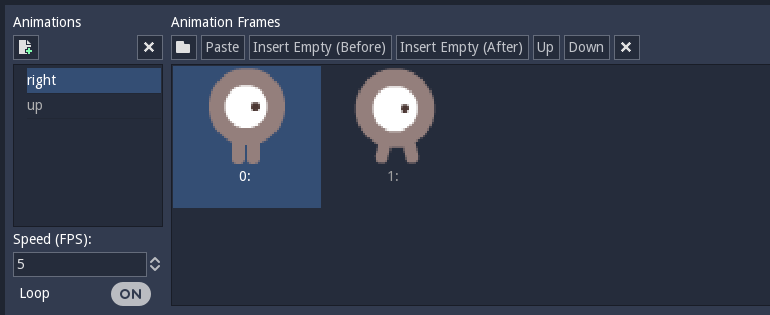 Animations
Animation Frames
Paste Insert Empty (Before) Insert Empty (After) Up Down
right
up
0:
1:
Speed (FPS):
5
Loop ON